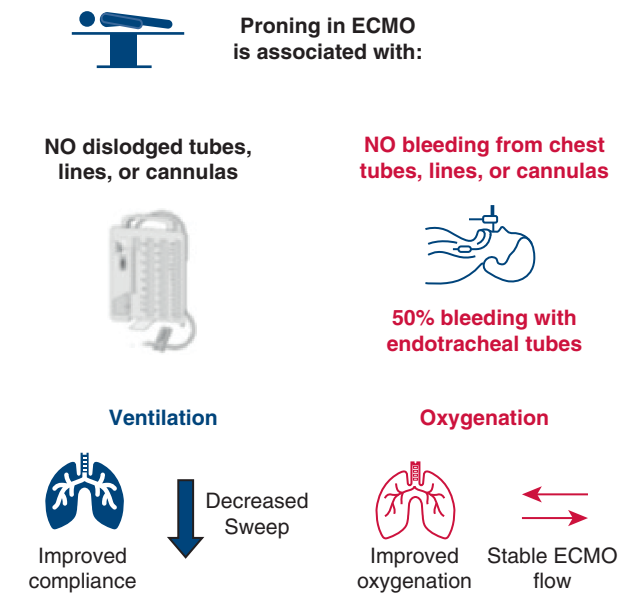 Proning in ECMO
is associated with:
NO dislodged tubes,
lines, or cannulas
NO bleeding from chest
tubes, lines, or cannulas
50% bleeding with
endotracheal tubes
Ventilation
Oxygenation
Decreased
Sweep
Improved
compliance
Improved
oxygenation
Stable ECMO
flow